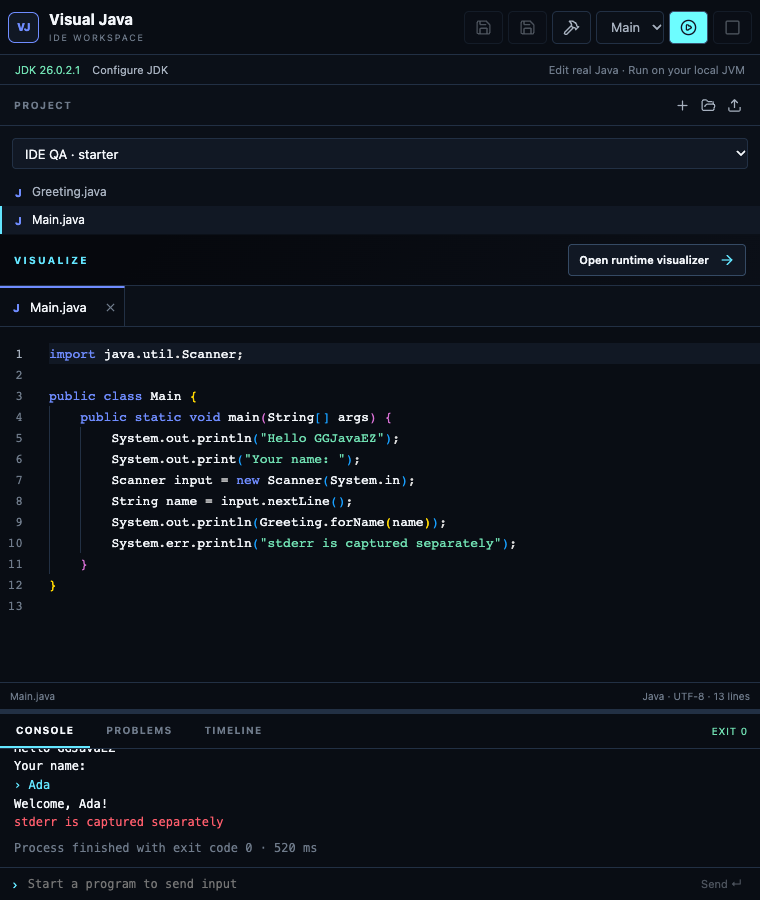 VJ
Visual Java
IDE WORKSPACE
Main
JDK 26.0.2.1 Configure JDK
Edit real Java · Run on your local JVM
PROJECT
IDE QA · starter
J Greeting.java
J Main.java
VISUALIZE
Open runtime visualizer →
J Main.java ×
1 import java.util.Scanner;
2
3 public class Main {
4     public static void main(String[] args) {
5         System.out.println("Hello GGJavaEZ");
6         System.out.print("Your name: ");
7         Scanner input = new Scanner(System.in);
8         String name = input.nextLine();
9         System.out.println(Greeting.forName(name));
10         System.err.println("stderr is captured separately");
11     }
12 }
13
Main.java
Java · UTF-8 · 13 lines
CONSOLE PROBLEMS TIMELINE
EXIT 0
Hello GGJavaEZ
Your name:
› Ada
Welcome, Ada!
stderr is captured separately
Process finished with exit code 0 · 520 ms
› Start a program to send input
Send ↵